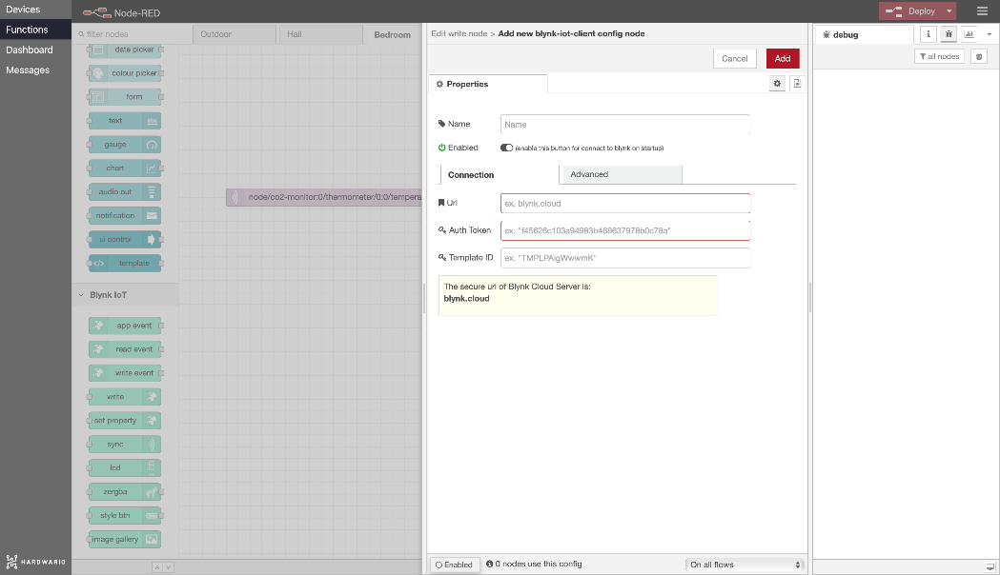 Devices
Functions
Dashboard
Messages
HARDWARIO
Node-RED
Deploy
filter nodes
date picker
colour picker
form
text
gauge
chart
audio out
notification
ui control
template
Blynk IoT
app event
read event
write event
write
set property
sync
lcd
zergba
style btn
image gallery
Outdoor
Hall
Bedroom
node/co2-monitor:0/thermometer/0:0/tempera
Edit write node > Add new blynk-iot-client config node
Cancel
Add
Properties
Name
Name
Enabled
(enable this button for connect to blynk on startup)
Connection
Advanced
Url
ex. blynk.cloud
Auth Token
ex. "f45626c103a94983b469637978b0c78a"
Template ID
ex. "TMPLPAigWwwmK"
The secure url of Blynk Cloud Server is:
blynk.cloud
Enabled
0 nodes use this config
On all flows
debug
all nodes